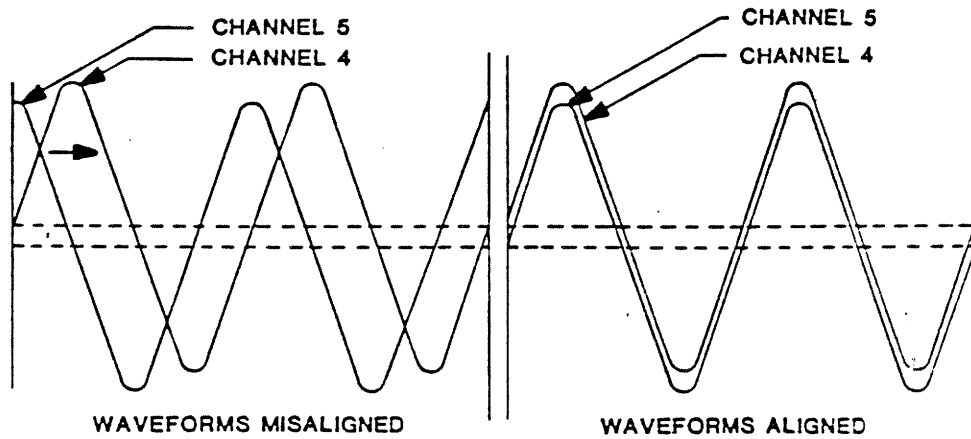 CHANNEL 5
CHANNEL 4
CHANNEL 5
CHANNEL 4
WAVEFORMS MISALIGNED
WAVEFORMS ALIGNED